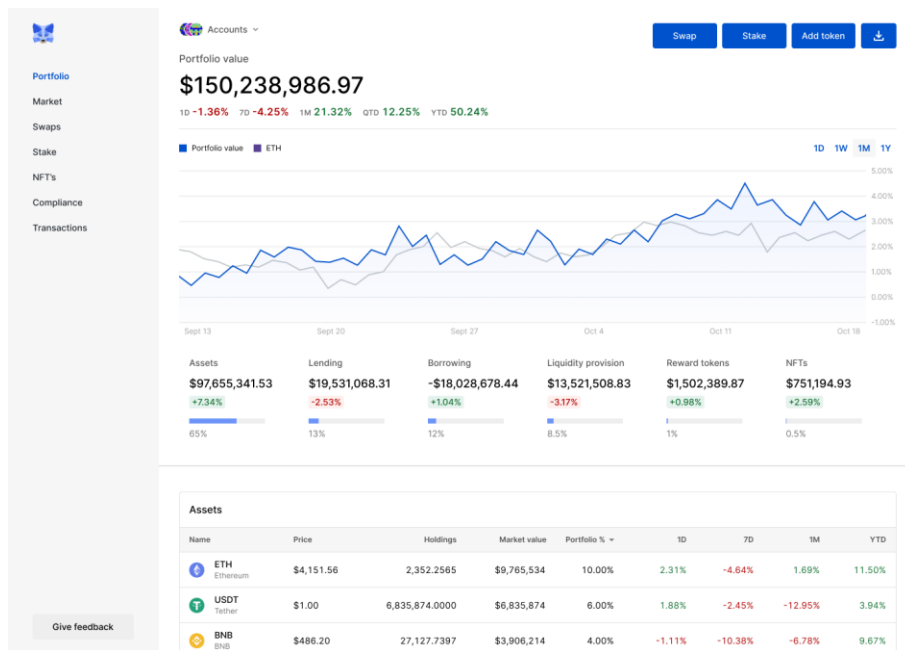 Accounts
Swap
Stake
Add token
Portfolio
Market
Swaps
Stake
NFT's
Compliance
Transactions
Give feedback
Portfolio value
$150,238,986.97
1D -1.36% 7D -4.25% 1M 21.32% QTD 12.25% YTD 50.24%
Portfolio value ETH
1D 1W 1M 1Y
5.00%
4.00%
3.00%
2.00%
1.00%
0.00%
-1.00%
Sept 13 Sept 20 Sept 27 Oct 4 Oct 11 Oct 18
Assets Lending Borrowing Liquidity provision Reward tokens NFTs
$97,655,341.53 $19,531,068.31 -$18,028,678.44 $13,521,508.83 $1,502,389.87 $751,194.93
+7.34% -2.53% +1.04% -3.17% +0.98% +2.59%
65% 13% 12% 8.5% 1% 0.5%
Assets
Name Price Holdings Market value Portfolio % 1D 7D 1M YTD
ETH
Ethereum
$4,151.56 2,352.2565 $9,765,534 10.00% 2.31% -4.64% 1.69% 11.50%
USDT
Tether
$1.00 6,835,874.0000 $6,835,874 6.00% 1.88% -2.45% -12.95% 3.94%
BNB
BNB
$486.20 27,127.7397 $3,906,214 4.00% -1.11% -10.38% -6.78% 9.67%